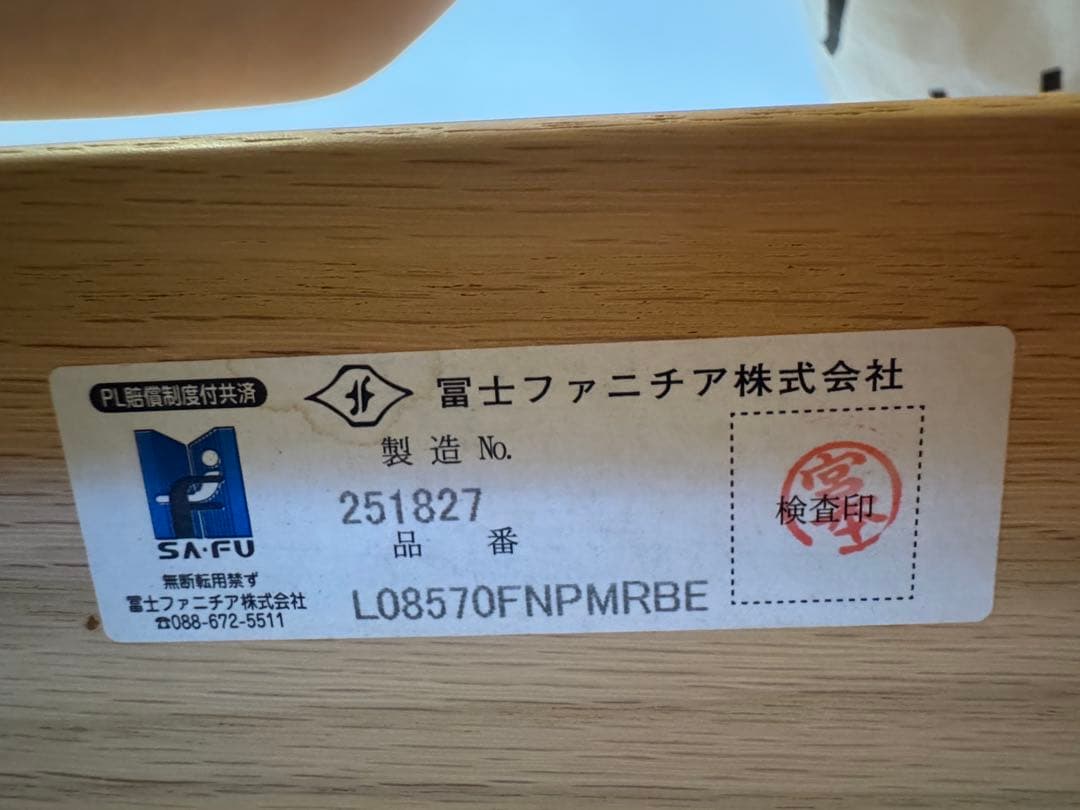 PL賠償制度付共済
冨士ファニチア株式会社
製造 No.
251827
品 番
L08570FNPMRBE
検査印
SA・FU
無断転用禁ず
冨士ファニチア株式会社
☎088-672-5511